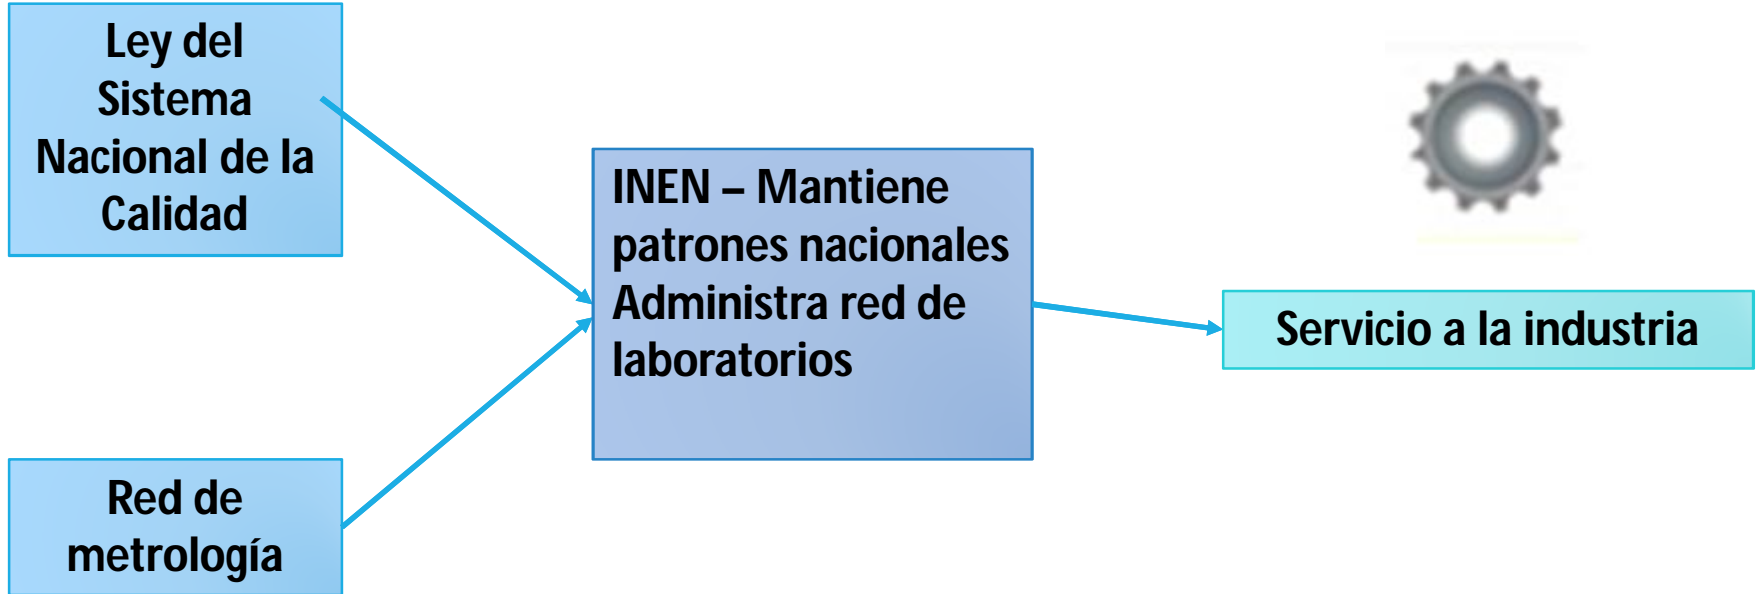 Ley del
Sistema
Nacional de la
Calidad
INEN – Mantiene
patrones nacionales
Administra red de
laboratorios
Servicio a la industria
Red de
metrología